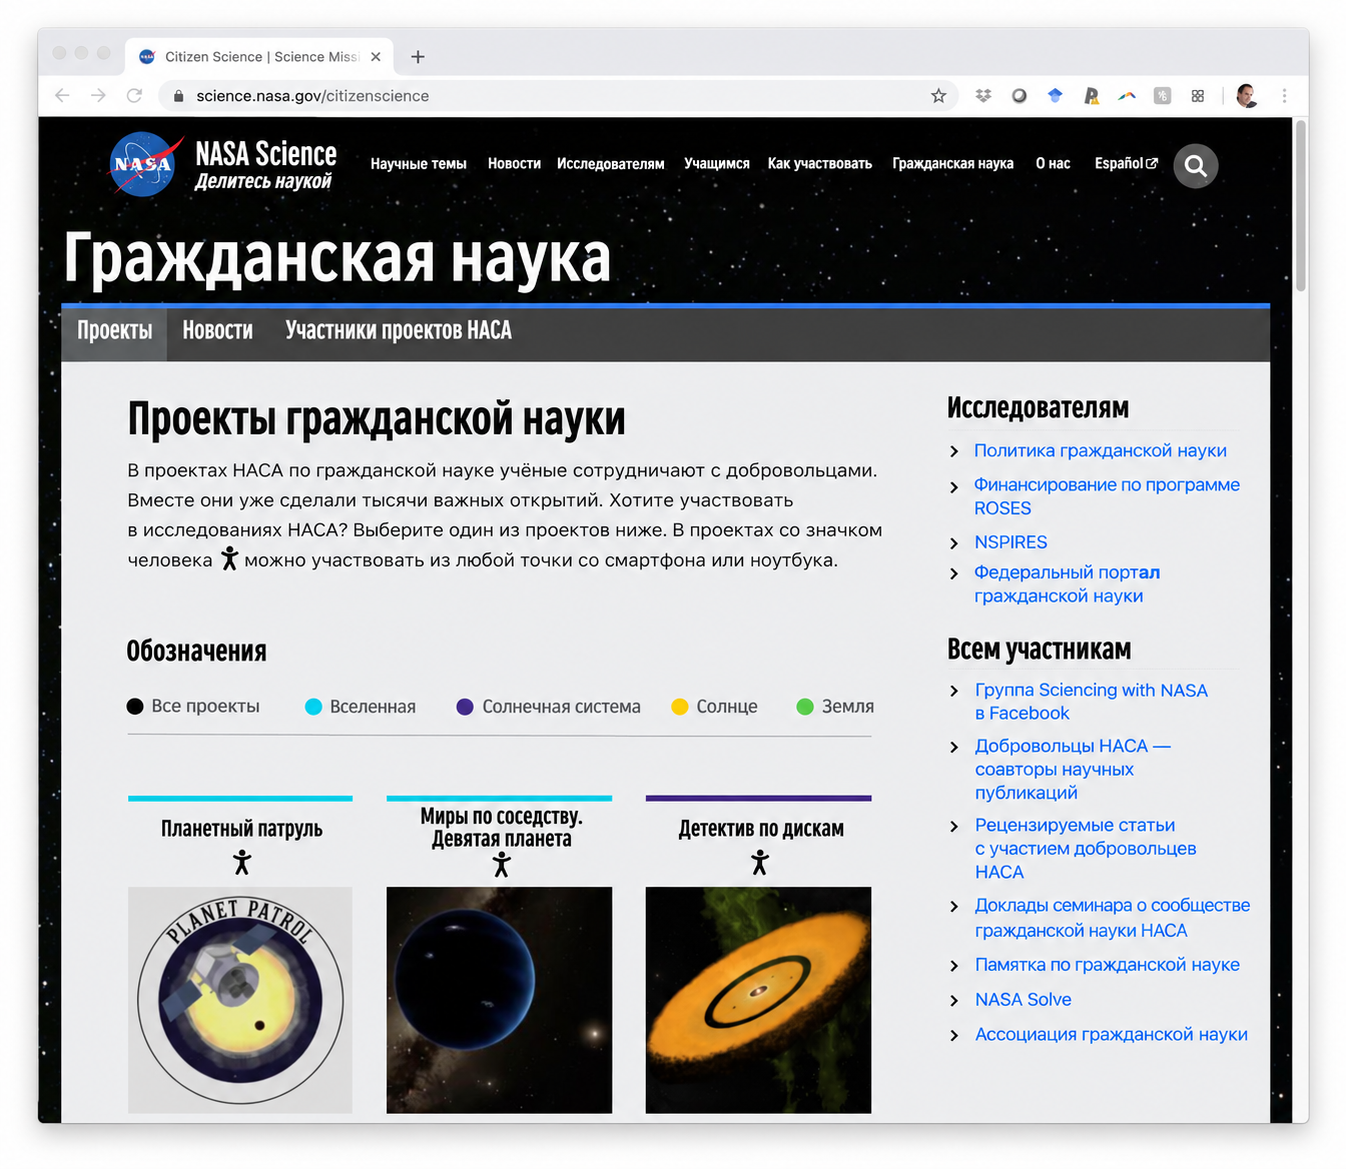 Citizen Science | Science Missi
science.nasa.gov/citizenscience
NASA
NASA Science
Делитесь наукой
Научные темы Новости Исследователям Учащимся Как участвовать Гражданская наука О нас Español
Гражданская наука
Проекты Новости Участники проектов НАСА
Проекты гражданской науки
В проектах НАСА по гражданской науке учёные сотрудничают с добровольцами.
Вместе они уже сделали тысячи важных открытий. Хотите участвовать
в исследованиях НАСА? Выберите один из проектов ниже. В проектах со значком
человека можно участвовать из любой точки со смартфона или ноутбука.
Обозначения
Все проекты Вселенная Солнечная система Солнце Земля
Планетный патруль
PLANET PATROL
Миры по соседству.
Девятая планета
Детектив по дискам
Исследователям
Политика гражданской науки
Финансирование по программе
ROSES
NSPIRES
Федеральный портал
гражданской науки
Всем участникам
Группа Sciencing with NASA
в Facebook
Добровольцы НАСА —
соавторы научных
публикаций
Рецензируемые статьи
с участием добровольцев
НАСА
Доклады семинара о сообществе
гражданской науки НАСА
Памятка по гражданской науке
NASA Solve
Ассоциация гражданской науки